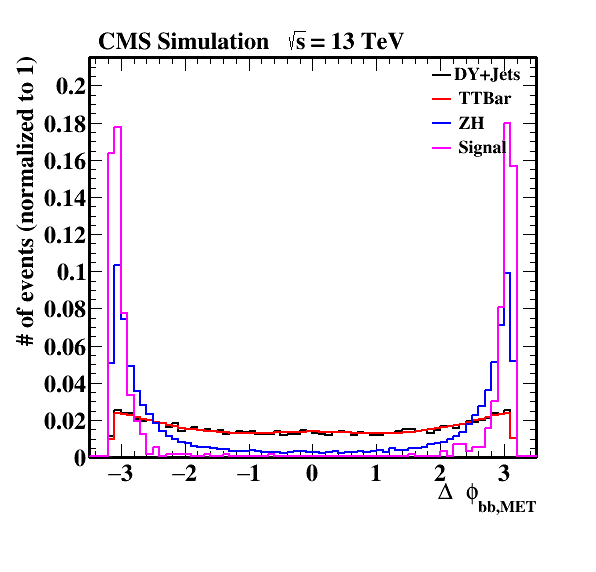 CMS Simulation √s = 13 TeV
# of events (normalized to 1)
DY+Jets
TTBar
ZH
Signal
0.2
0.18
0.16
0.14
0.12
0.1
0.08
0.06
0.04
0.02
0
−3 −2 −1 0 1 2 3
Δ ϕbb,MET